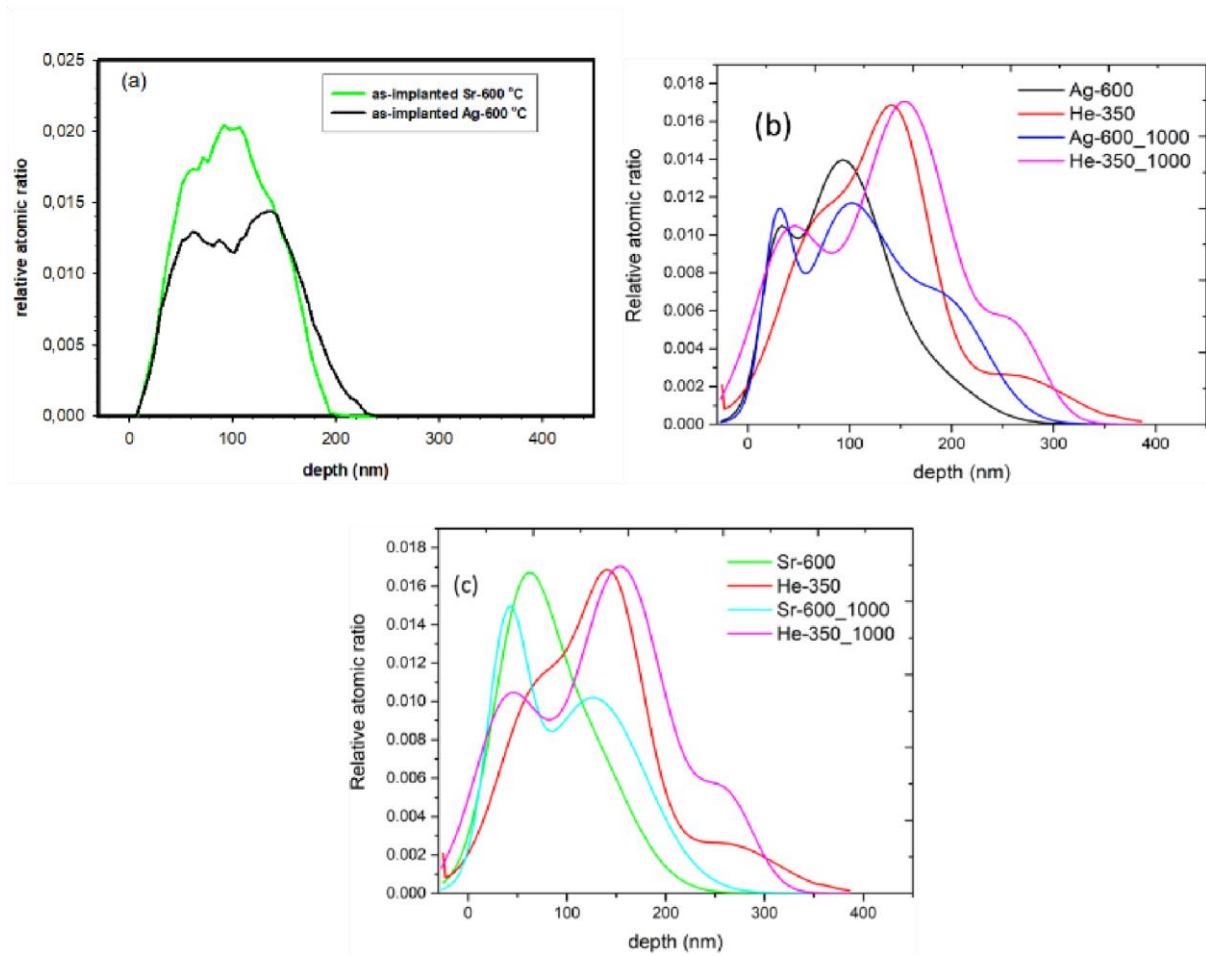 (a)
as-implanted Sr-600 °C
as-implanted Ag-600 °C
relative atomic ratio
0,025
0,020
0,015
0,010
0,005
0,000
0
100
200
300
400
depth (nm)
(b)
Ag-600
He-350
Ag-600_1000
He-350_1000
Relative atomic ratio
0.018
0.016
0.014
0.012
0.010
0.008
0.006
0.004
0.002
0.000
0
100
200
300
400
depth (nm)
(c)
Sr-600
He-350
Sr-600_1000
He-350_1000
Relative atomic ratio
0.018
0.016
0.014
0.012
0.010
0.008
0.006
0.004
0.002
0.000
0
100
200
300
400
depth (nm)